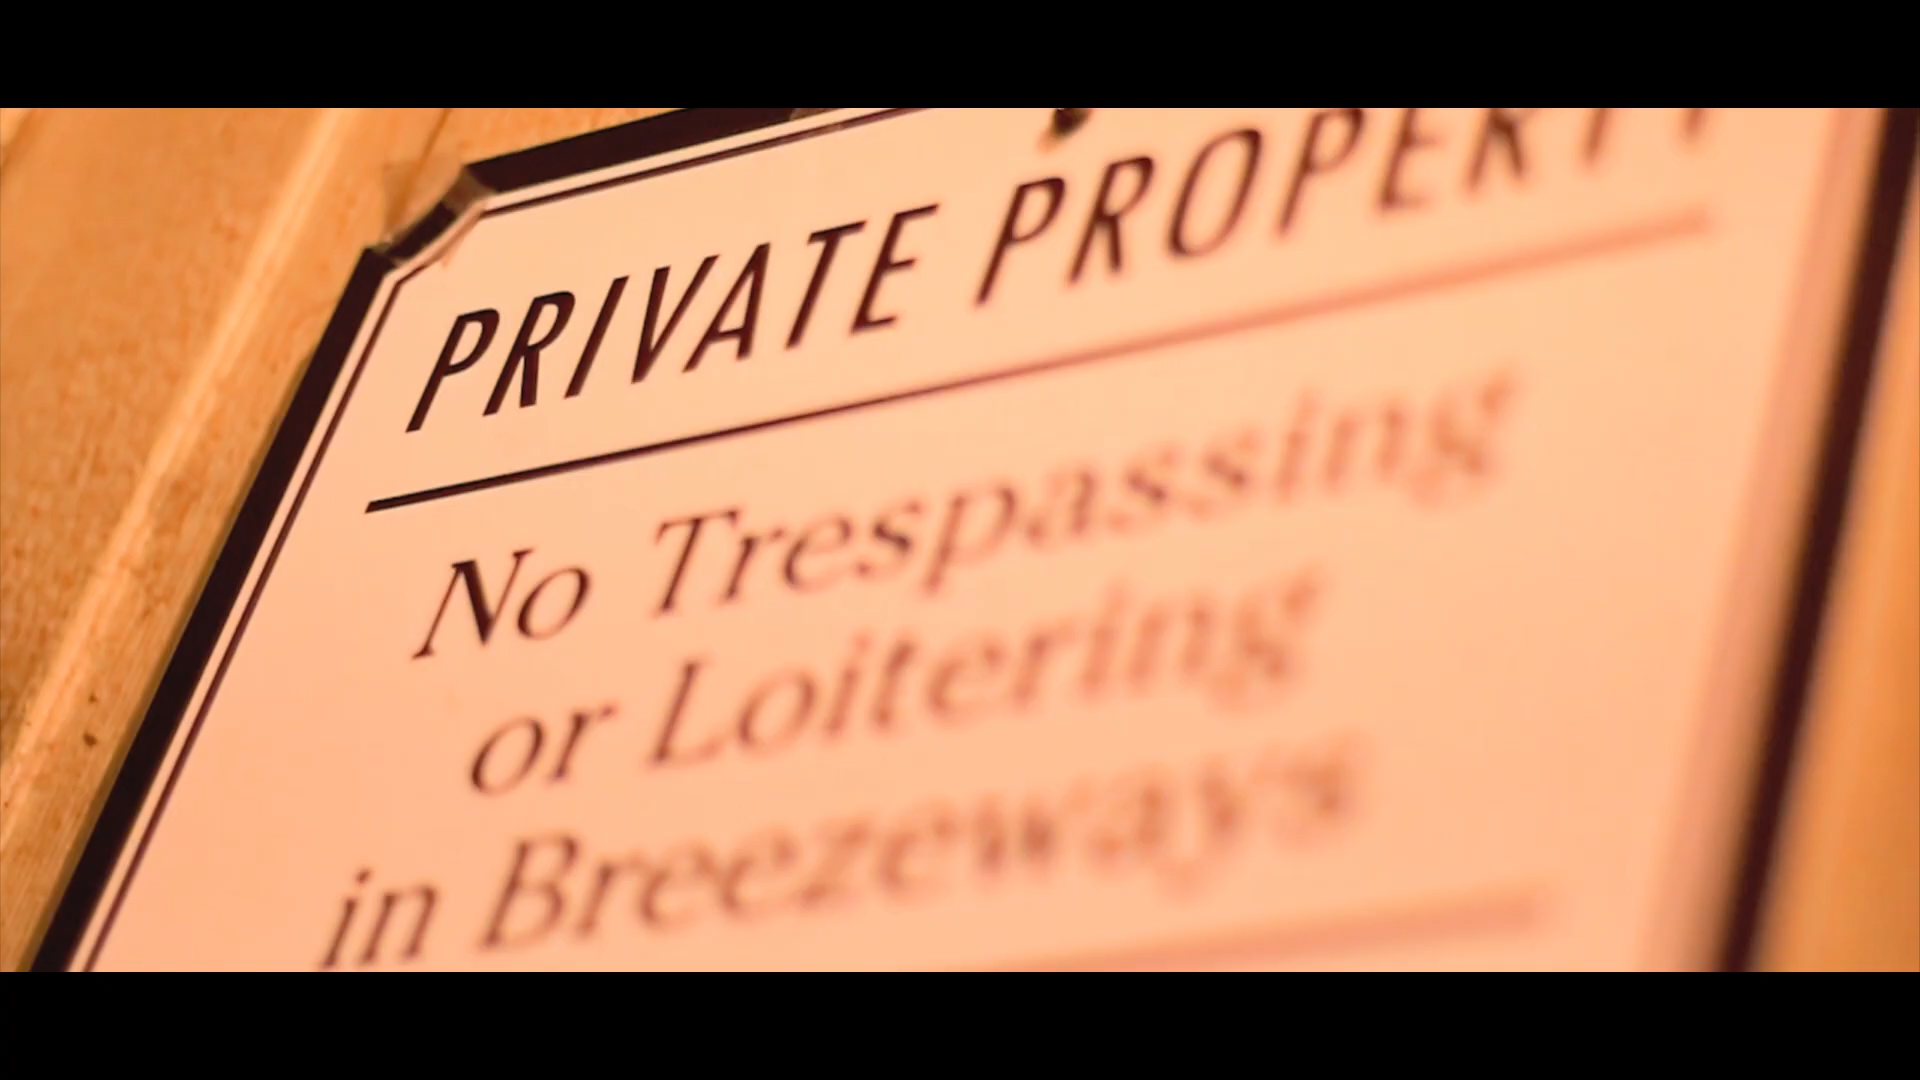 PRIVATE PROPERTY
No Trespassing
or Loitering
in Breezeways